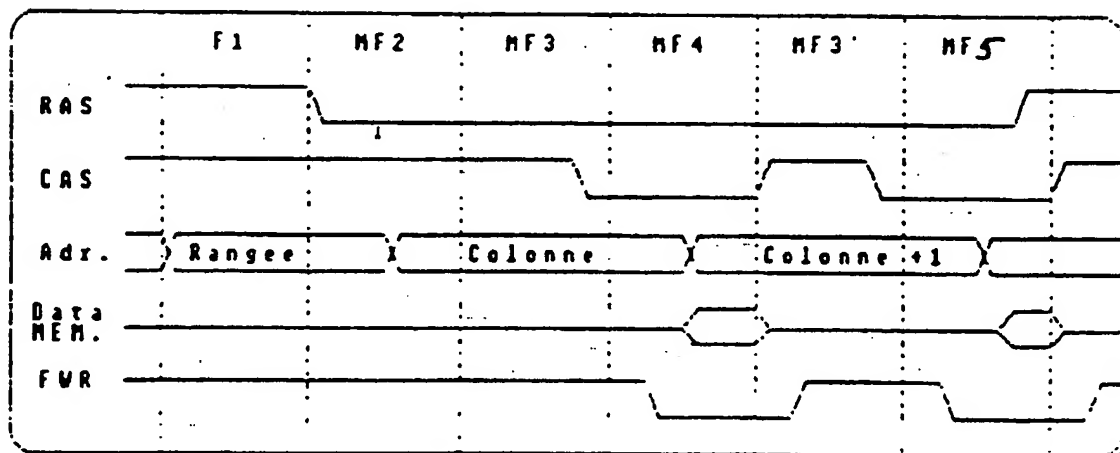 F1 MF2 MF3 MF4 MF3' MF5
RAS
CAS
Adr. Rangee Colonne Colonne +1
Data
MEM.
FWR